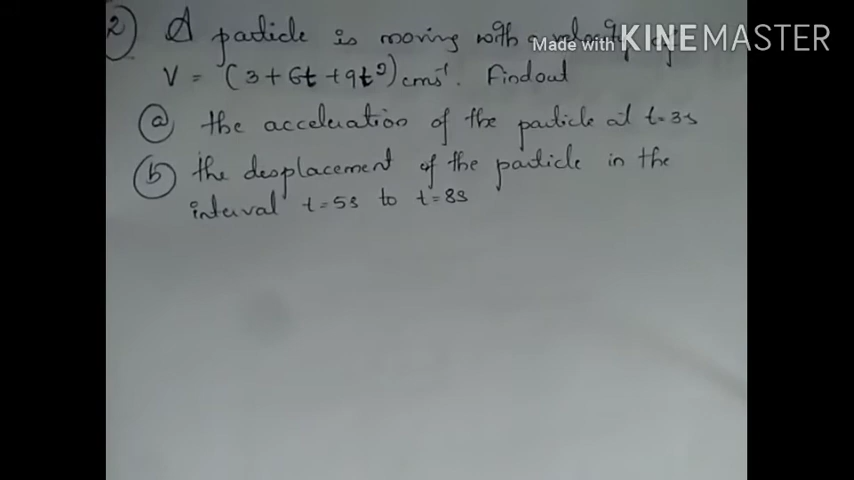 2) A particle is moving with a velocity of
Made with KINEMASTER
V = (3+6t+9t²)cms⁻¹. Find out
(a) the acceleration of the particle at t=3s
(b) the desplacement of the particle in the
interval t=5s to t=8s